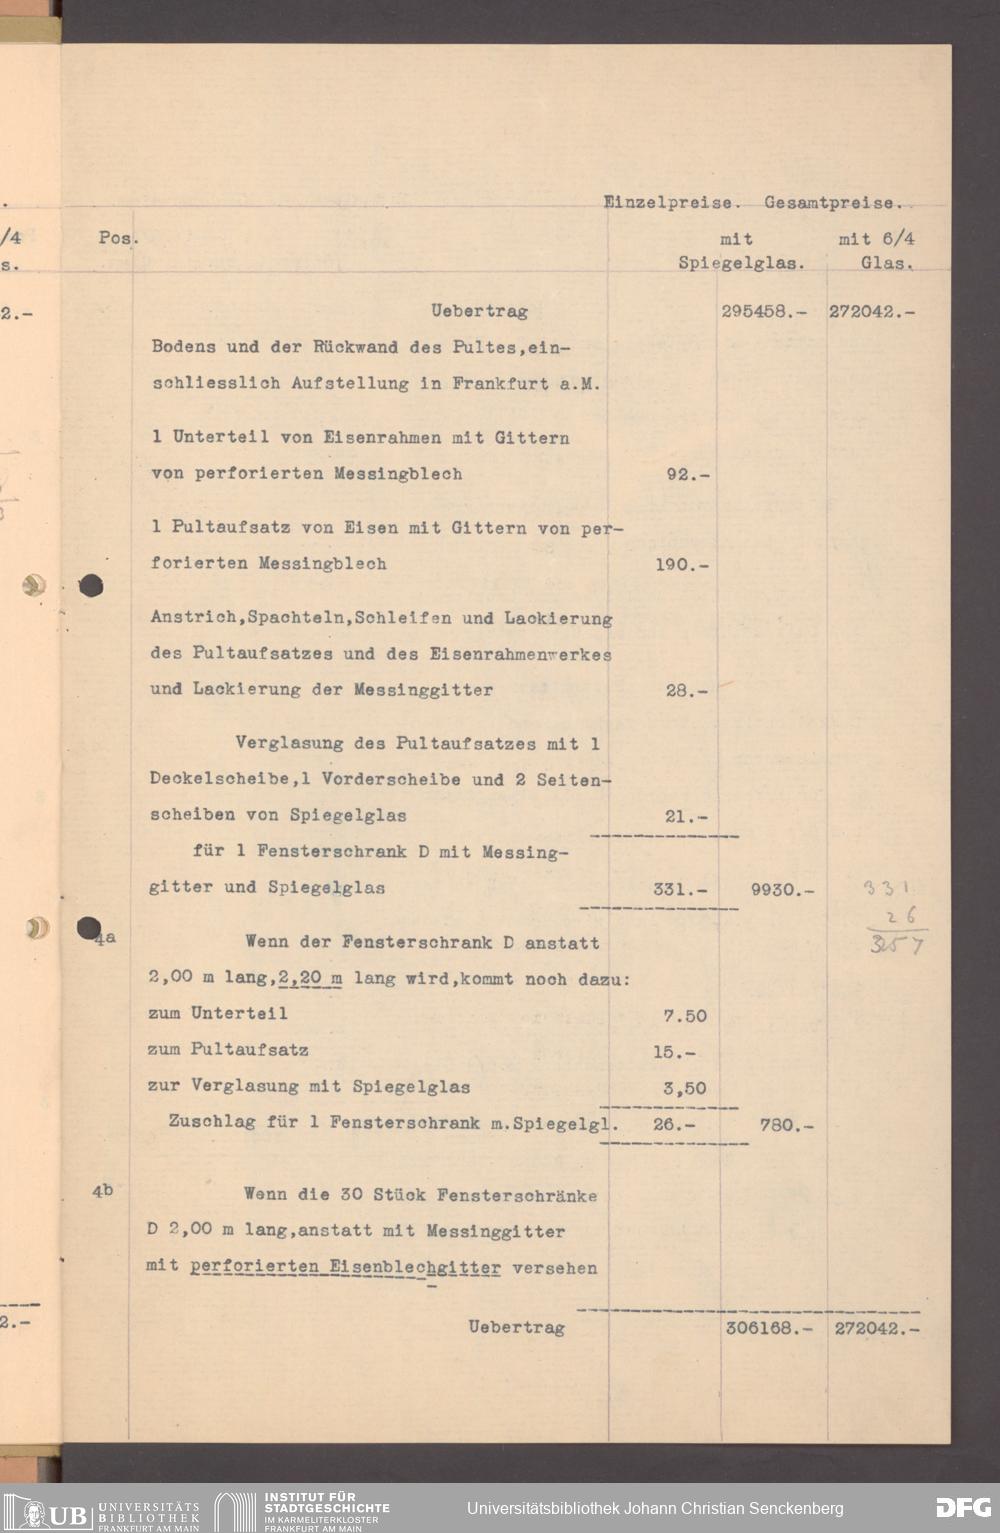 Einzelpreise. Gesamtpreise.
Pos. mit mit 6/4
Spiegelglas. Glas.
Uebertrag 295458.- 272042.-
Bodens und der Rückwand des Pultes,ein-
schliesslich Aufstellung in Frankfurt a.M.
1 Unterteil von Eisenrahmen mit Gittern
von perforierten Messingblech 92.-
1 Pultaufsatz von Eisen mit Gittern von per-
forierten Messingblech 190.-
Anstrich,Spachteln,Schleifen und Lackierung
des Pultaufsatzes und des Eisenrahmenwerkes
und Lackierung der Messinggitter 28.-
Verglasung des Pultaufsatzes mit 1
Deckelscheibe,1 Vorderscheibe und 2 Seiten-
scheiben von Spiegelglas 21.-
für 1 Fensterschrank D mit Messing-
gitter und Spiegelglas 331.- 9930.- 331
26
357
4a Wenn der Fensterschrank D anstatt
2,00 m lang,2,20 m lang wird,kommt noch dazu:
zum Unterteil 7.50
zum Pultaufsatz 15.-
zur Verglasung mit Spiegelglas 3,50
Zuschlag für 1 Fensterschrank m.Spiegelgl. 26.- 780.-
4b Wenn die 30 Stück Fensterschränke
D 2,00 m lang,anstatt mit Messinggitter
mit perforierten Eisenblechgitter versehen
Uebertrag 306168.- 272042.-
/4
s.
2.-
2.-
UB UNIVERSITÄTS
BIBLIOTHEK
FRANKFURT AM MAIN
INSTITUT FÜR
STADTGESCHICHTE
IM KARMELITERKLOSTER
FRANKFURT AM MAIN
Universitätsbibliothek Johann Christian Senckenberg
DFG